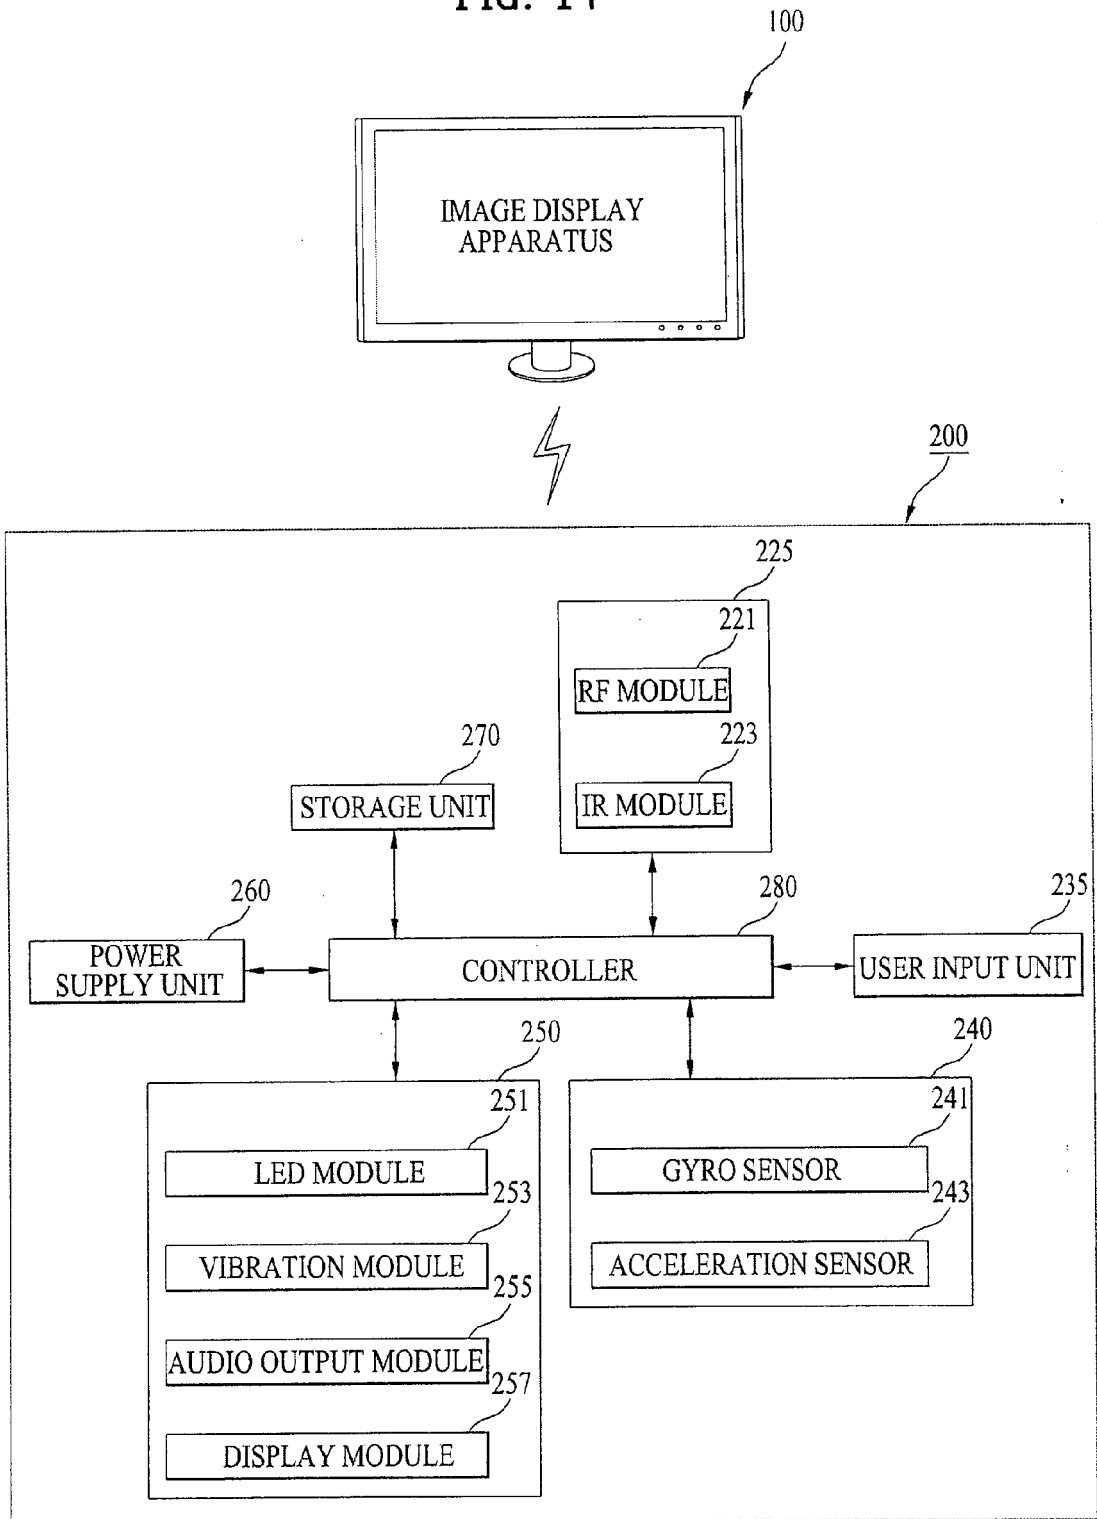 100
IMAGE DISPLAY
APPARATUS
200
225
221
RF MODULE
270
223
STORAGE UNIT
IR MODULE
260
280
235
POWER
SUPPLY UNIT
CONTROLLER
USER INPUT UNIT
250
240
251
241
LED MODULE
GYRO SENSOR
253
243
VIBRATION MODULE
ACCELERATION SENSOR
255
AUDIO OUTPUT MODULE
257
DISPLAY MODULE